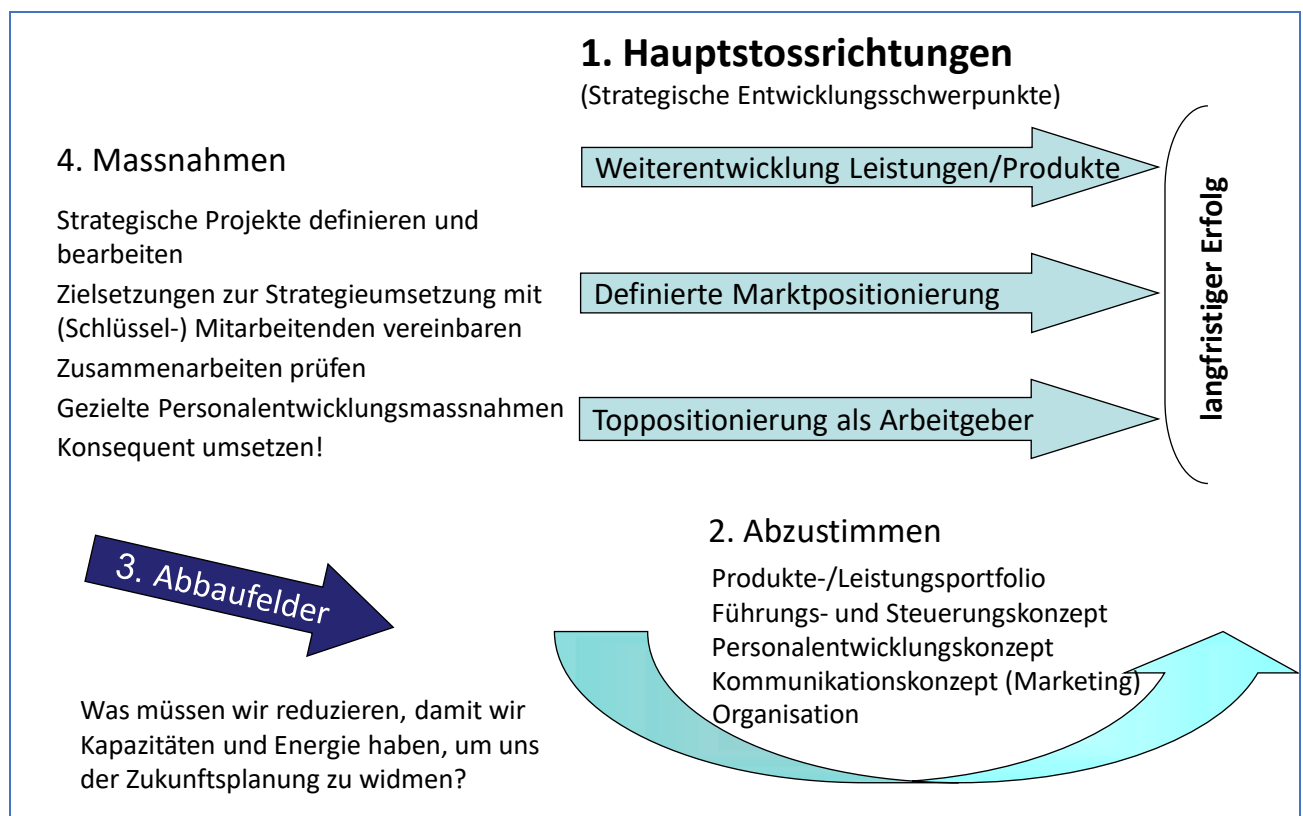 1. Hauptstossrichtungen
(Strategische Entwicklungsschwerpunkte)
Weiterentwicklung Leistungen/Produkte
Definierte Marktpositionierung
Toppositionierung als Arbeitgeber
langfristiger Erfolg
2. Abzustimmen
Produkte-/Leistungsportfolio
Führungs- und Steuerungskonzept
Personalentwicklungskonzept
Kommunikationskonzept (Marketing)
Organisation
3. Abbaufelder
Was müssen wir reduzieren, damit wir
Kapazitäten und Energie haben, um uns
der Zukunftsplanung zu widmen?
4. Massnahmen
Strategische Projekte definieren und
bearbeiten
Zielsetzungen zur Strategieumsetzung mit
(Schlüssel-) Mitarbeitenden vereinbaren
Zusammenarbeiten prüfen
Gezielte Personalentwicklungsmassnahmen
Konsequent umsetzen!